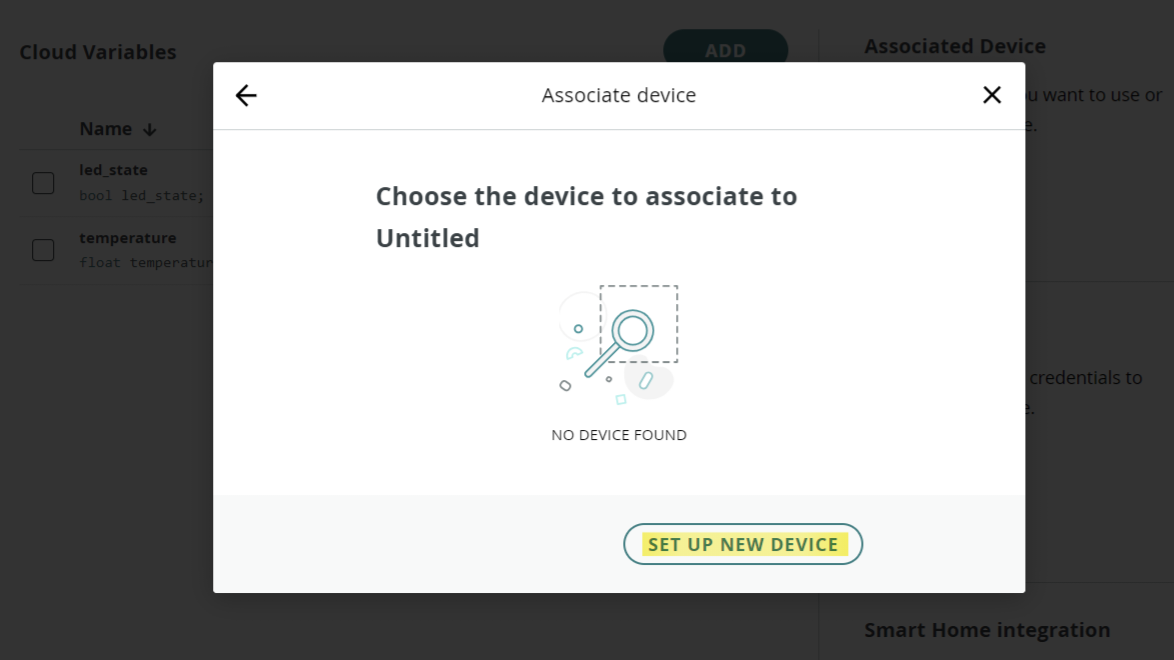 Cloud Variables
ADD
Associated Device
Associate device
u want to use or
e.
Name
led_state
bool led_state;
temperature
float temperatur
Choose the device to associate to
Untitled
NO DEVICE FOUND
credentials to
e.
SET UP NEW DEVICE
Smart Home integration